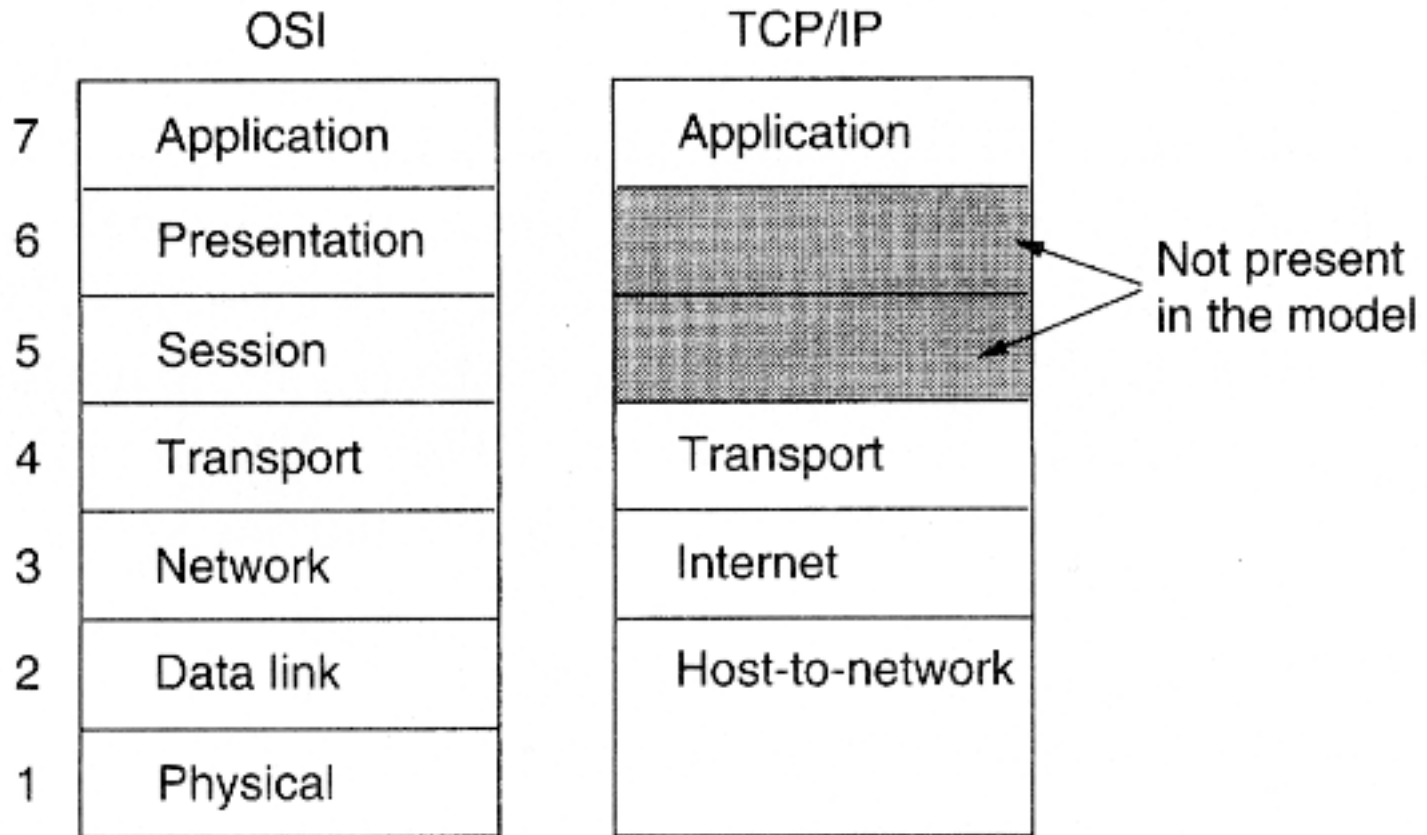 OSI TCP/IP
7 Application Application
6 Presentation
Not present
in the model
5 Session
4 Transport Transport
3 Network Internet
2 Data link Host-to-network
1 Physical